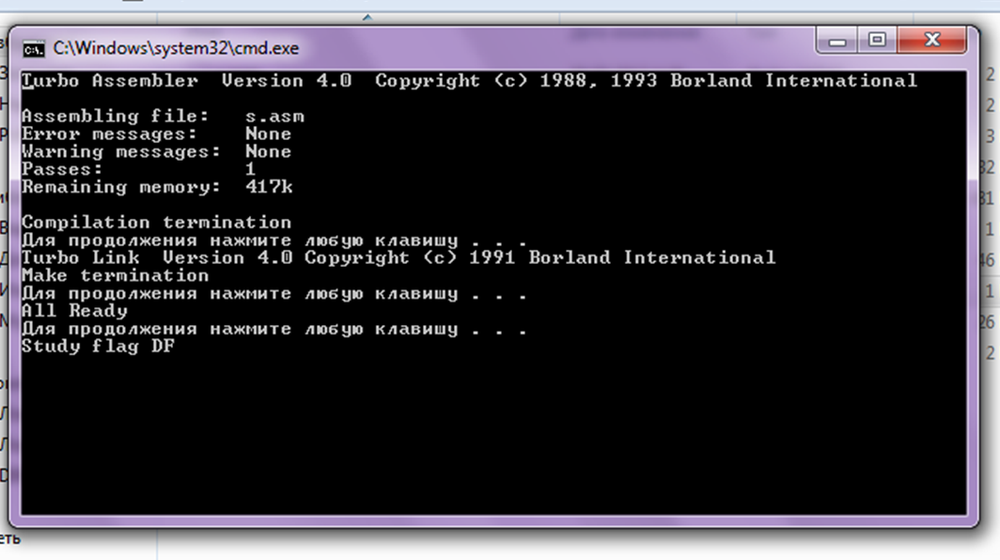 C:\Windows\system32\cmd.exe
Turbo Assembler  Version 4.0  Copyright (c) 1988, 1993 Borland International
Assembling file:   s.asm
Error messages:    None
Warning messages:  None
Passes:            1
Remaining memory:  417k
Compilation termination
Для продолжения нажмите любую клавишу . . .
Turbo Link  Version 4.0 Copyright (c) 1991 Borland International
Make termination
Для продолжения нажмите любую клавишу . . .
All Ready
Для продолжения нажмите любую клавишу . . .
Study flag DF